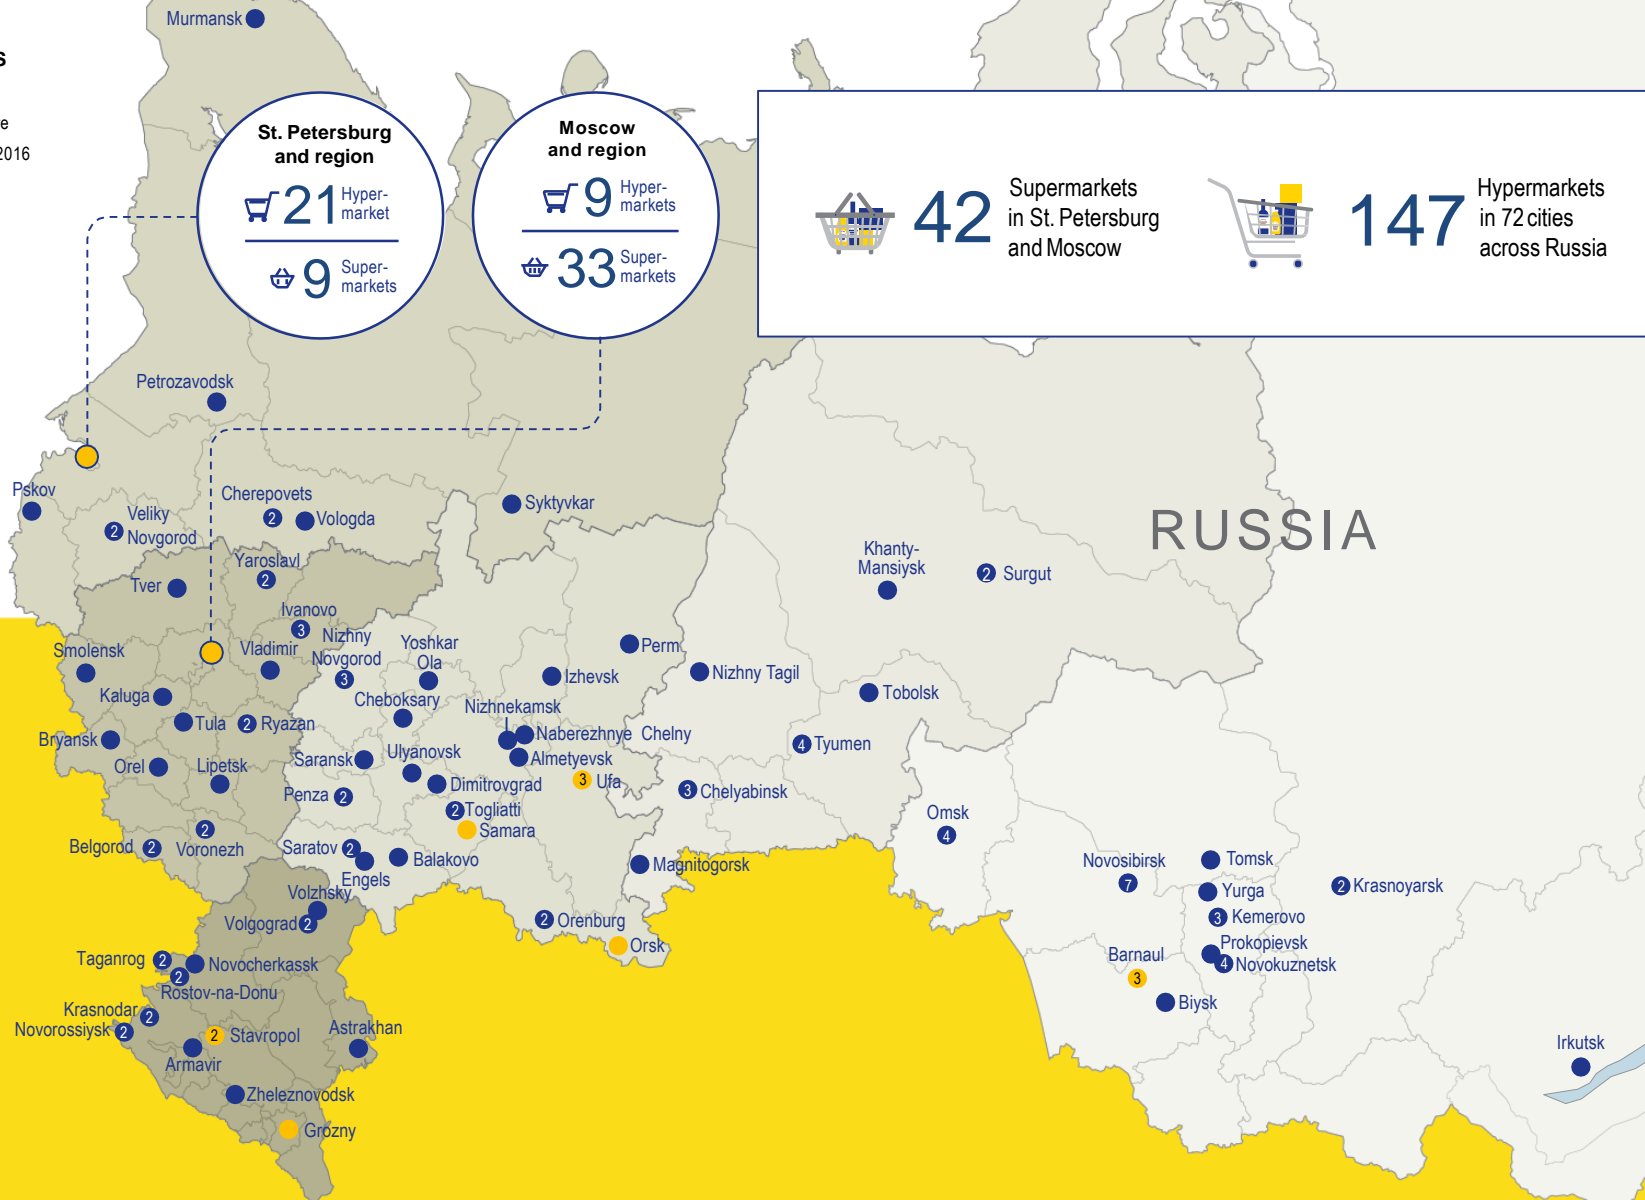 Murmansk
s
re
2016
St. Petersburg
and region
21 Hyper-
market
9 Super-
markets
Moscow
and region
9 Hyper-
markets
33 Super-
markets
42 Supermarkets
in St. Petersburg
and Moscow
147 Hypermarkets
in 72 cities
across Russia
Petrozavodsk
Pskov
Cherepovets
2
Vologda
Syktyvkar
2 Veliky
Novgorod
RUSSIA
Yaroslavl
2
Tver
Khanty-
Mansiysk
2 Surgut
Ivanovo
3
Nizhny
Novgorod
3
Yoshkar
Ola
Smolensk
Vladimir
Perm
Nizhny Tagil
Izhevsk
Kaluga
Cheboksary
Tobolsk
Nizhnekamsk
Tula
2 Ryazan
Bryansk
Naberezhnye Chelny
4 Tyumen
Orel
Lipetsk
Saransk
Ulyanovsk
Almetyevsk
3 Ufa
Dimitrovgrad
Penza 2
3 Chelyabinsk
2 Togliatti
Samara
Omsk
4
2
Voronezh
Belgorod 2
Saratov 2
Engels
Balakovo
Magnitogorsk
Novosibirsk
7
Tomsk
Yurga
2 Krasnoyarsk
Volzhsky
Volgograd 2
2 Orenburg
Orsk
3 Kemerovo
Prokopievsk
4 Novokuznetsk
Barnaul
3
Biysk
Taganrog 2
Novocherkassk
2
Rostov-na-Donu
Krasnodar 2
Novorossiysk 2
2 Stavropol
Armavir
Astrakhan
Irkutsk
Zheleznovodsk
Grozny